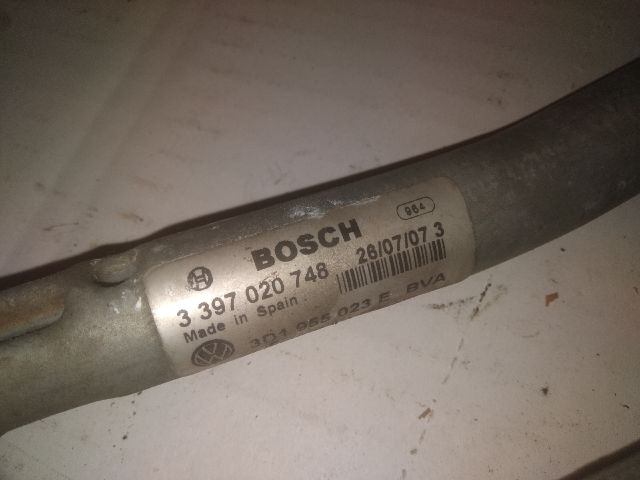 964
BOSCH
3 397 020 748 26/07/07 3
Made in Spain
3D1 955 023 E BVA